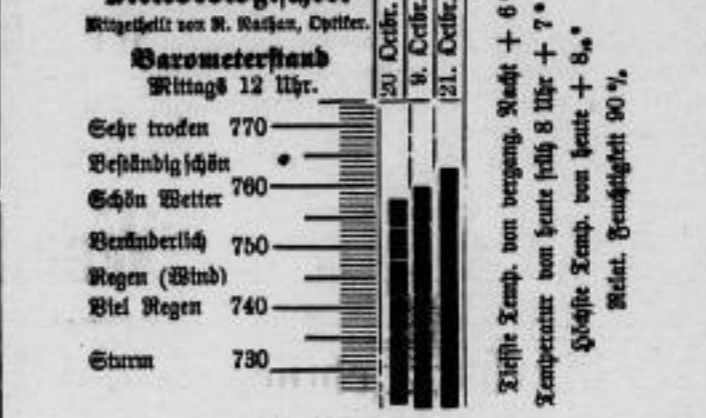 Mitgetheilt von R. Nathan, Optiker.
Barometerstand
Mittags 12 Uhr.
20 Octbr.
9. Octbr.
21. Octbr.
Sehr trocken 770
Beständig schön
Schön Wetter 760
Veränderlich 750
Regen (Wind)
Viel Regen 740
Sturm 730
Tiefste Temp. von vergang. Nacht + 6
Temperatur von heute früh 8 Uhr + 7°
Höchste Temp. von heute + 8,
Relat. Feuchtigkeit 90 %